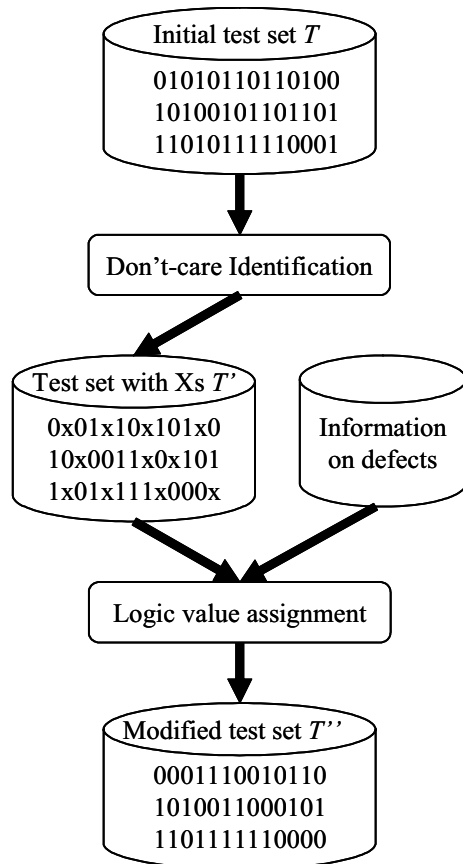 Initial test set T
01010110110100
10100101101101
11010111110001
Don't-care Identification
Test set with Xs T'
0x01x10x101x0
10x0011x0x101
1x01x111x000x
Information
on defects
Logic value assignment
Modified test set T''
0001110010110
1010011000101
1101111110000